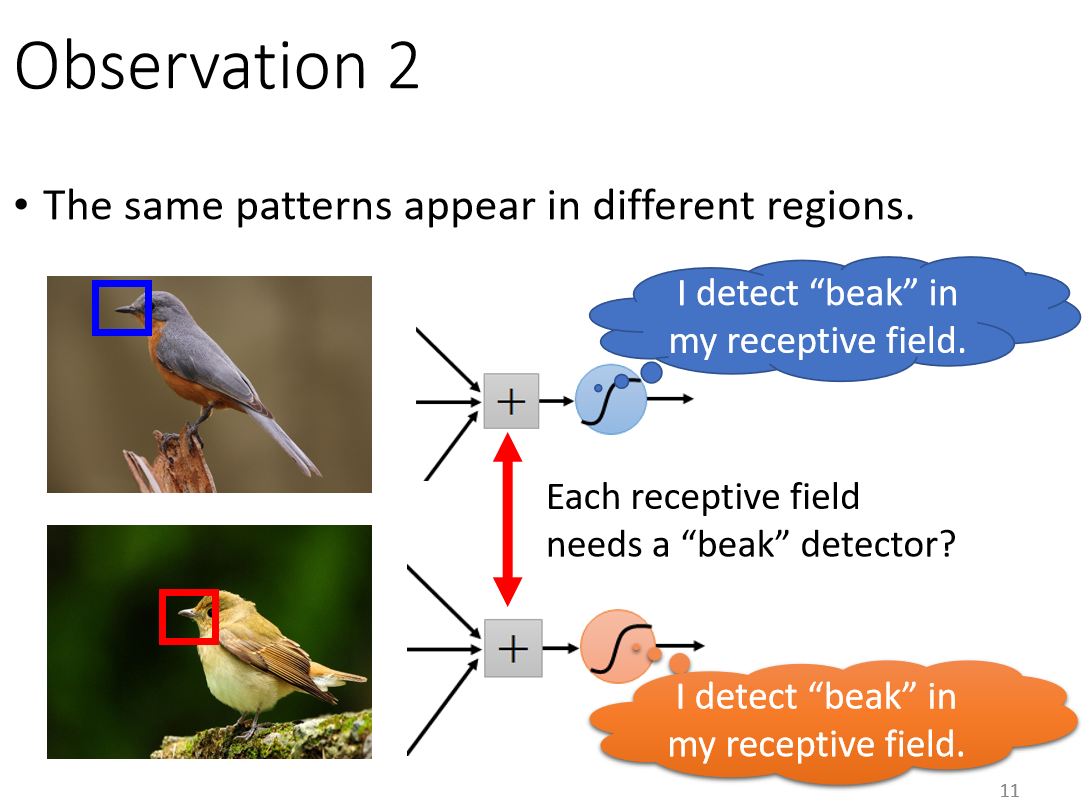 Observation 2
• The same patterns appear in different regions.
I detect “beak” in
my receptive field.
+
Each receptive field
needs a “beak” detector?
+
I detect “beak” in
my receptive field.
11